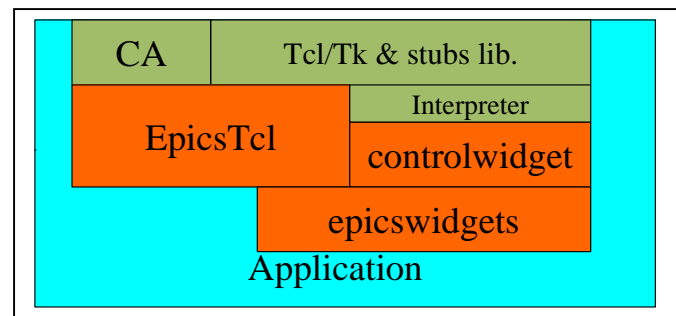 CA
Tcl/Tk & stubs lib.
Interpreter
EpicsTcl
controlwidget
epicswidgets
Application